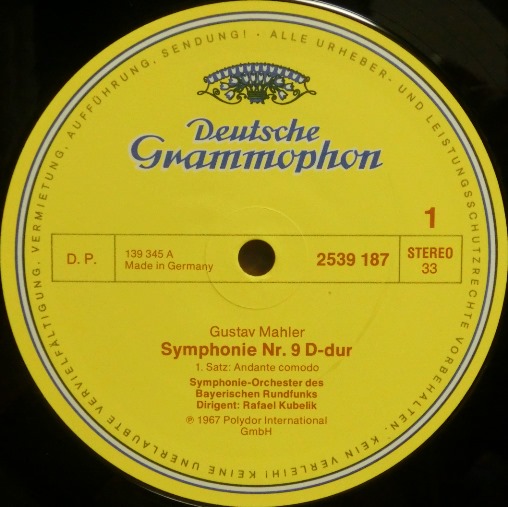 ALLE URHEBER- UND LEISTUNGSSCHUTZRECHTE VORBEHALTEN. KEIN VERLEIH! KEINE UNERLAUBTE VERVIELFÄLTIGUNG, VERMIETUNG, AUFFÜHRUNG, SENDUNG! ·
Deutsche
Grammophon
1
D. P.
139 345 A
Made in Germany
2539 187
STEREO
33
Gustav Mahler
Symphonie Nr. 9 D-dur
1. Satz: Andante comodo
Symphonie-Orchester des
Bayerischen Rundfunks
Dirigent: Rafael Kubelik
℗ 1967 Polydor International
GmbH